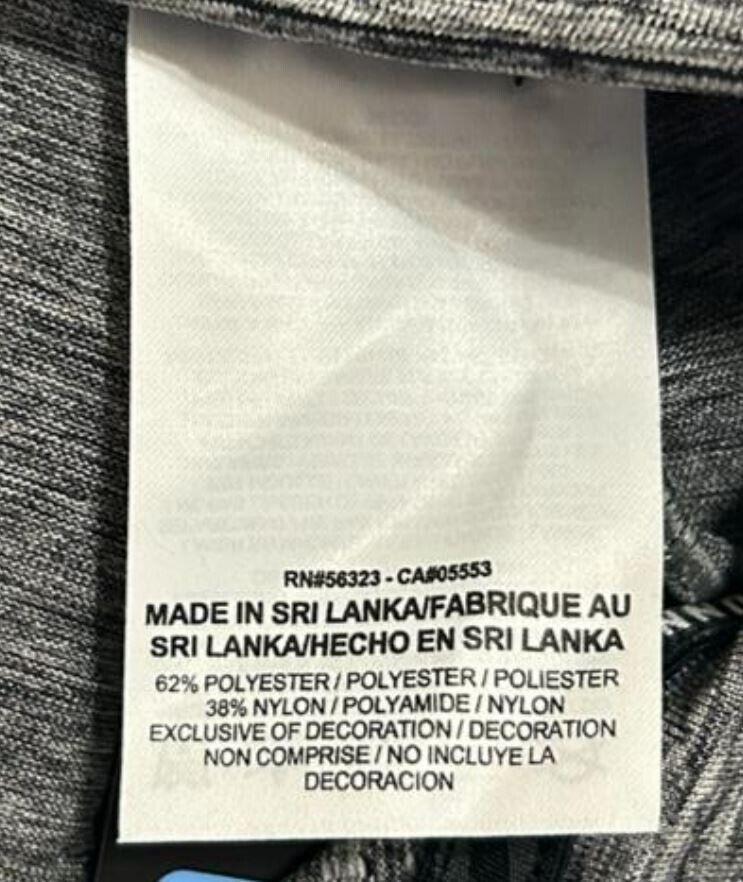 RN#56323 - CA#05553
MADE IN SRI LANKA/FABRIQUE AU
SRI LANKA/HECHO EN SRI LANKA
62% POLYESTER / POLYESTER / POLIESTER
38% NYLON / POLYAMIDE / NYLON
EXCLUSIVE OF DECORATION / DECORATION
NON COMPRISE / NO INCLUYE LA
DECORACION